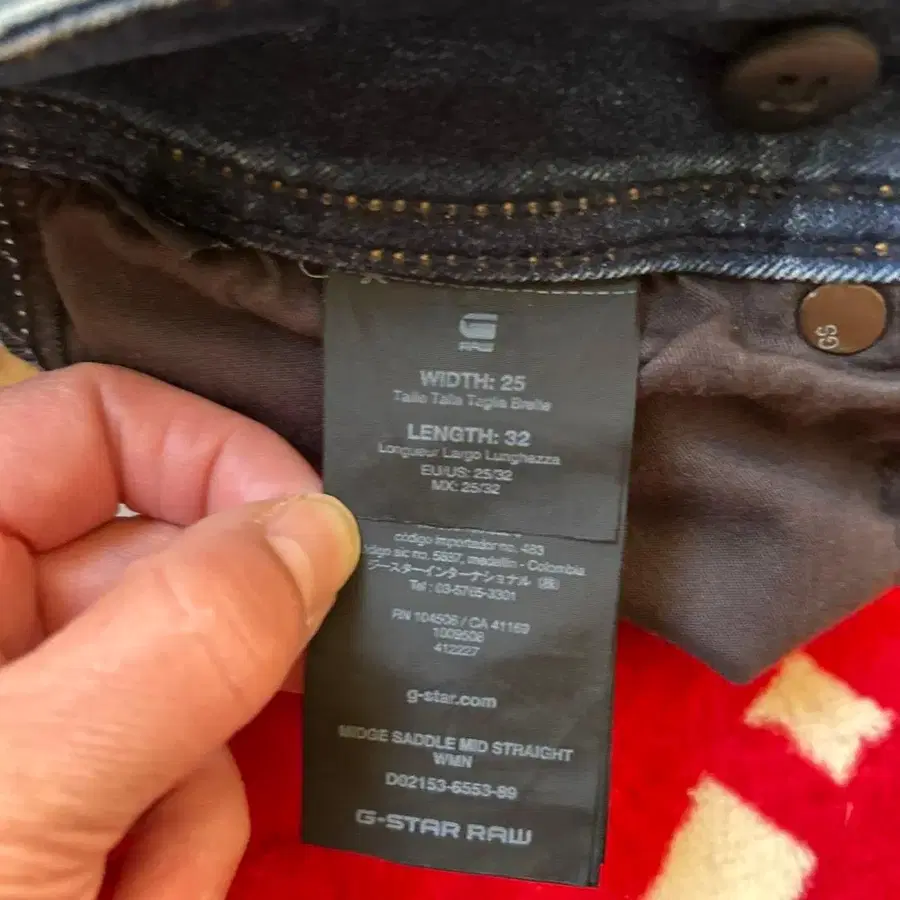 G
RAW
WIDTH: 25
Taille Talla Taglia Breite
LENGTH: 32
Longueur Largo Lunghezza
EU/US: 25/32
MX: 25/32
código importador no. 483
sic no. 5897, medellin - Colombia
ジースターインターナショナル (株)
Tel : 03-5765-3301
RN 104506 / CA 41169
1009508
412227
g-star.com
MIDGE SADDLE MID STRAIGHT
WMN
D02153-6553-89
G-STAR RAW
GS